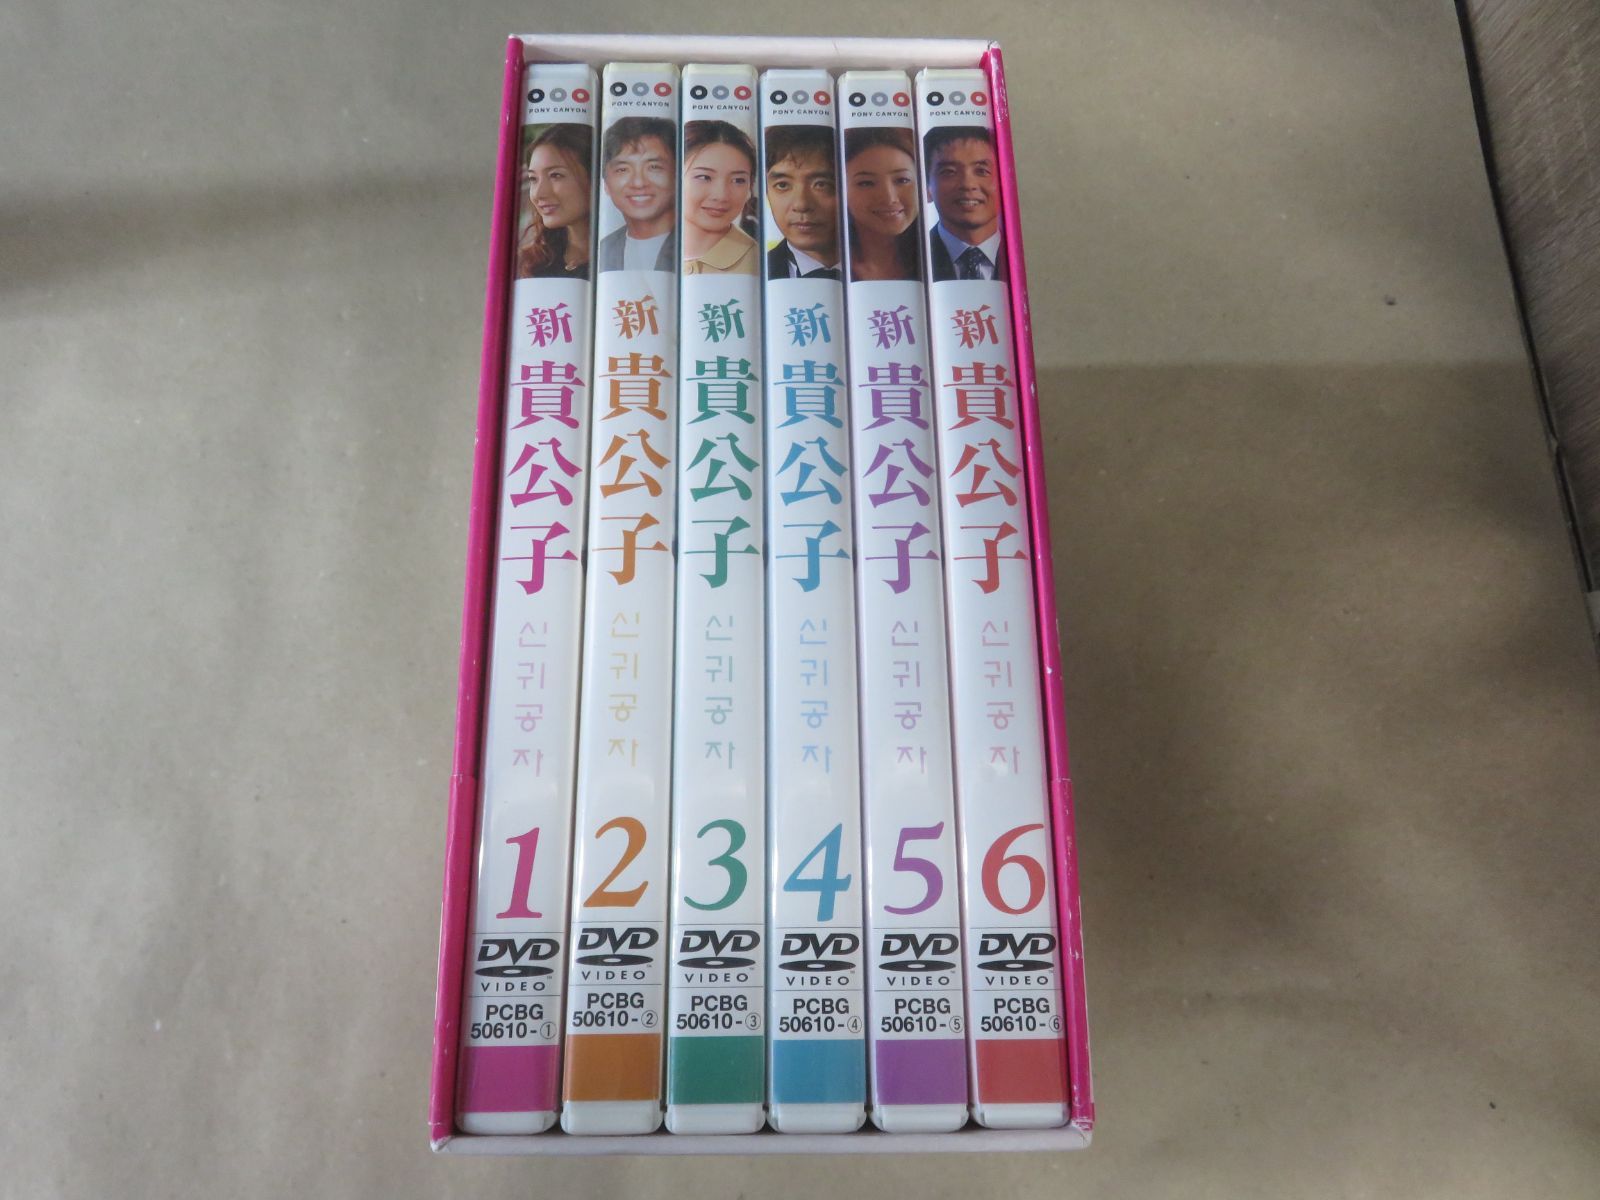 PONY CANYON
新貴公子
신귀공자
1
DVD
VIDEO
PCBG
50610-①
PONY CANYON
新貴公子
신귀공자
2
DVD
VIDEO
PCBG
50610-②
PONY CANYON
新貴公子
신귀공자
3
DVD
VIDEO
PCBG
50610-③
PONY CANYON
新貴公子
신귀공자
4
DVD
VIDEO
PCBG
50610-④
PONY CANYON
新貴公子
신귀공자
5
DVD
VIDEO
PCBG
50610-⑤
PONY CANYON
新貴公子
신귀공자
6
DVD
VIDEO
PCBG
50610-⑥